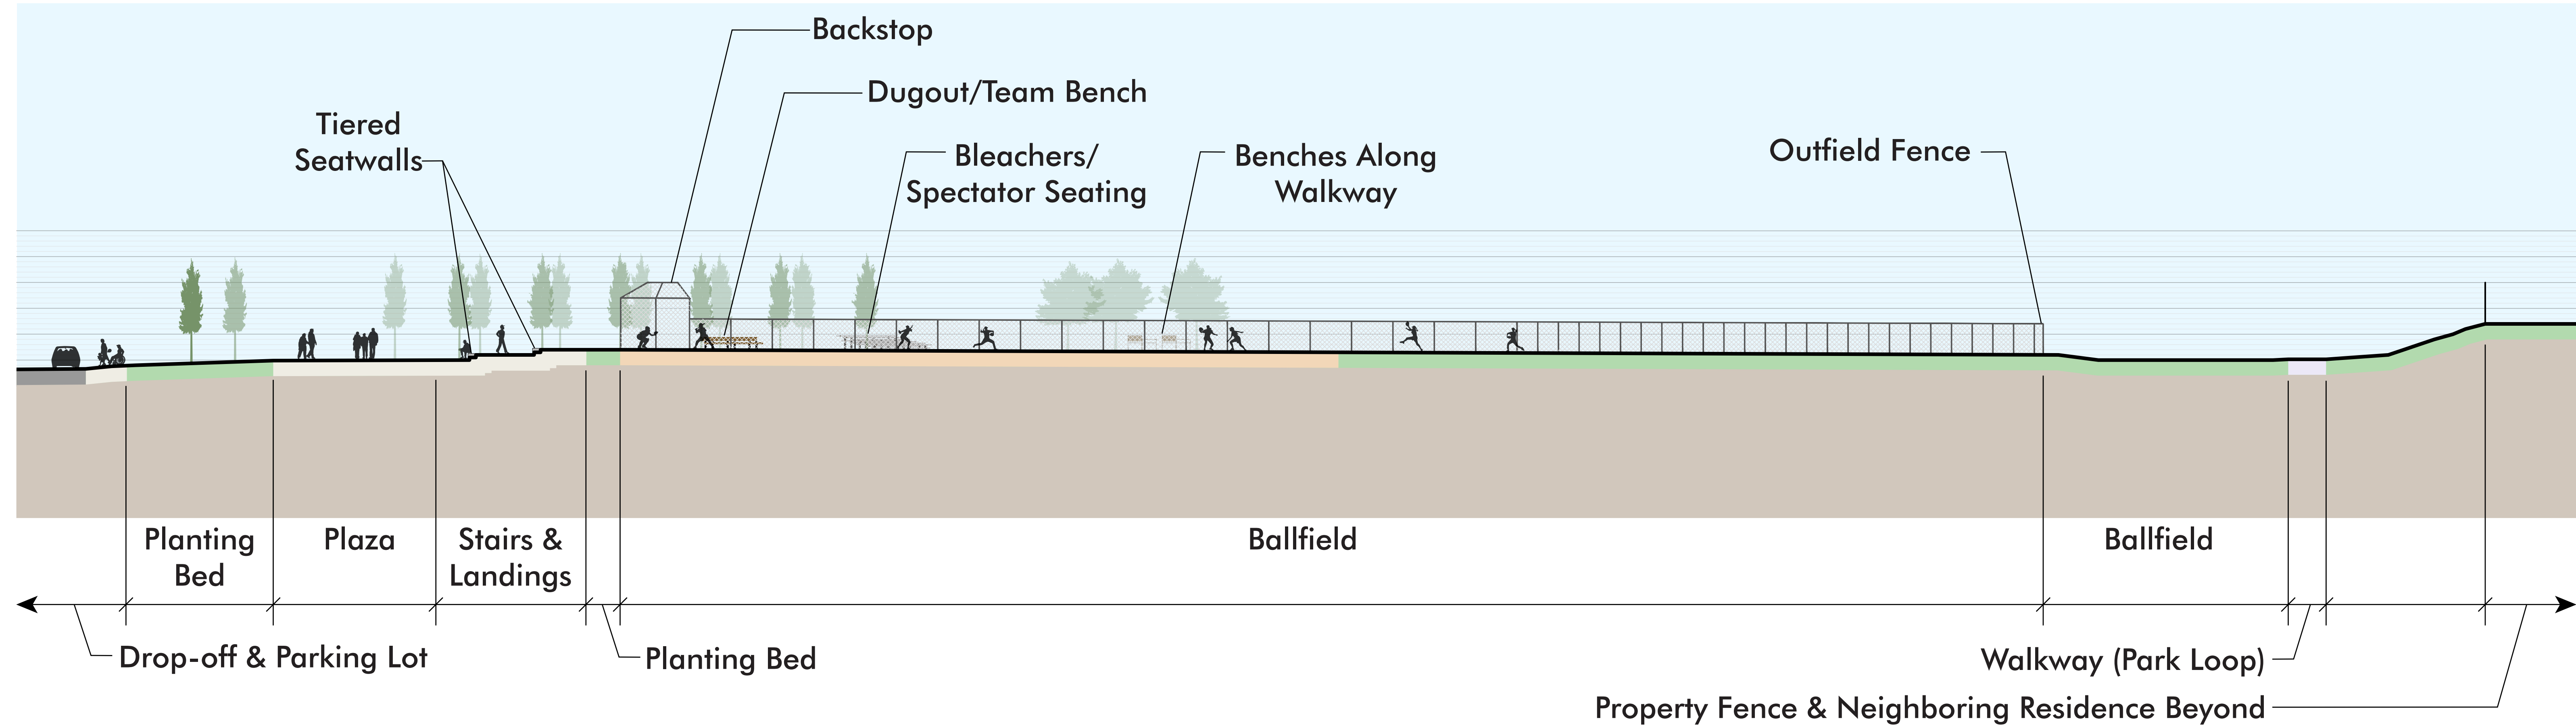 Backstop
Dugout/Team Bench
Tiered
Seatwalls
Bleachers/
Spectator Seating
Benches Along
Walkway
Outfield Fence
Planting
Bed
Plaza
Stairs &
Landings
Ballfield
Ballfield
Drop-off & Parking Lot
Planting Bed
Walkway (Park Loop)
Property Fence & Neighboring Residence Beyond